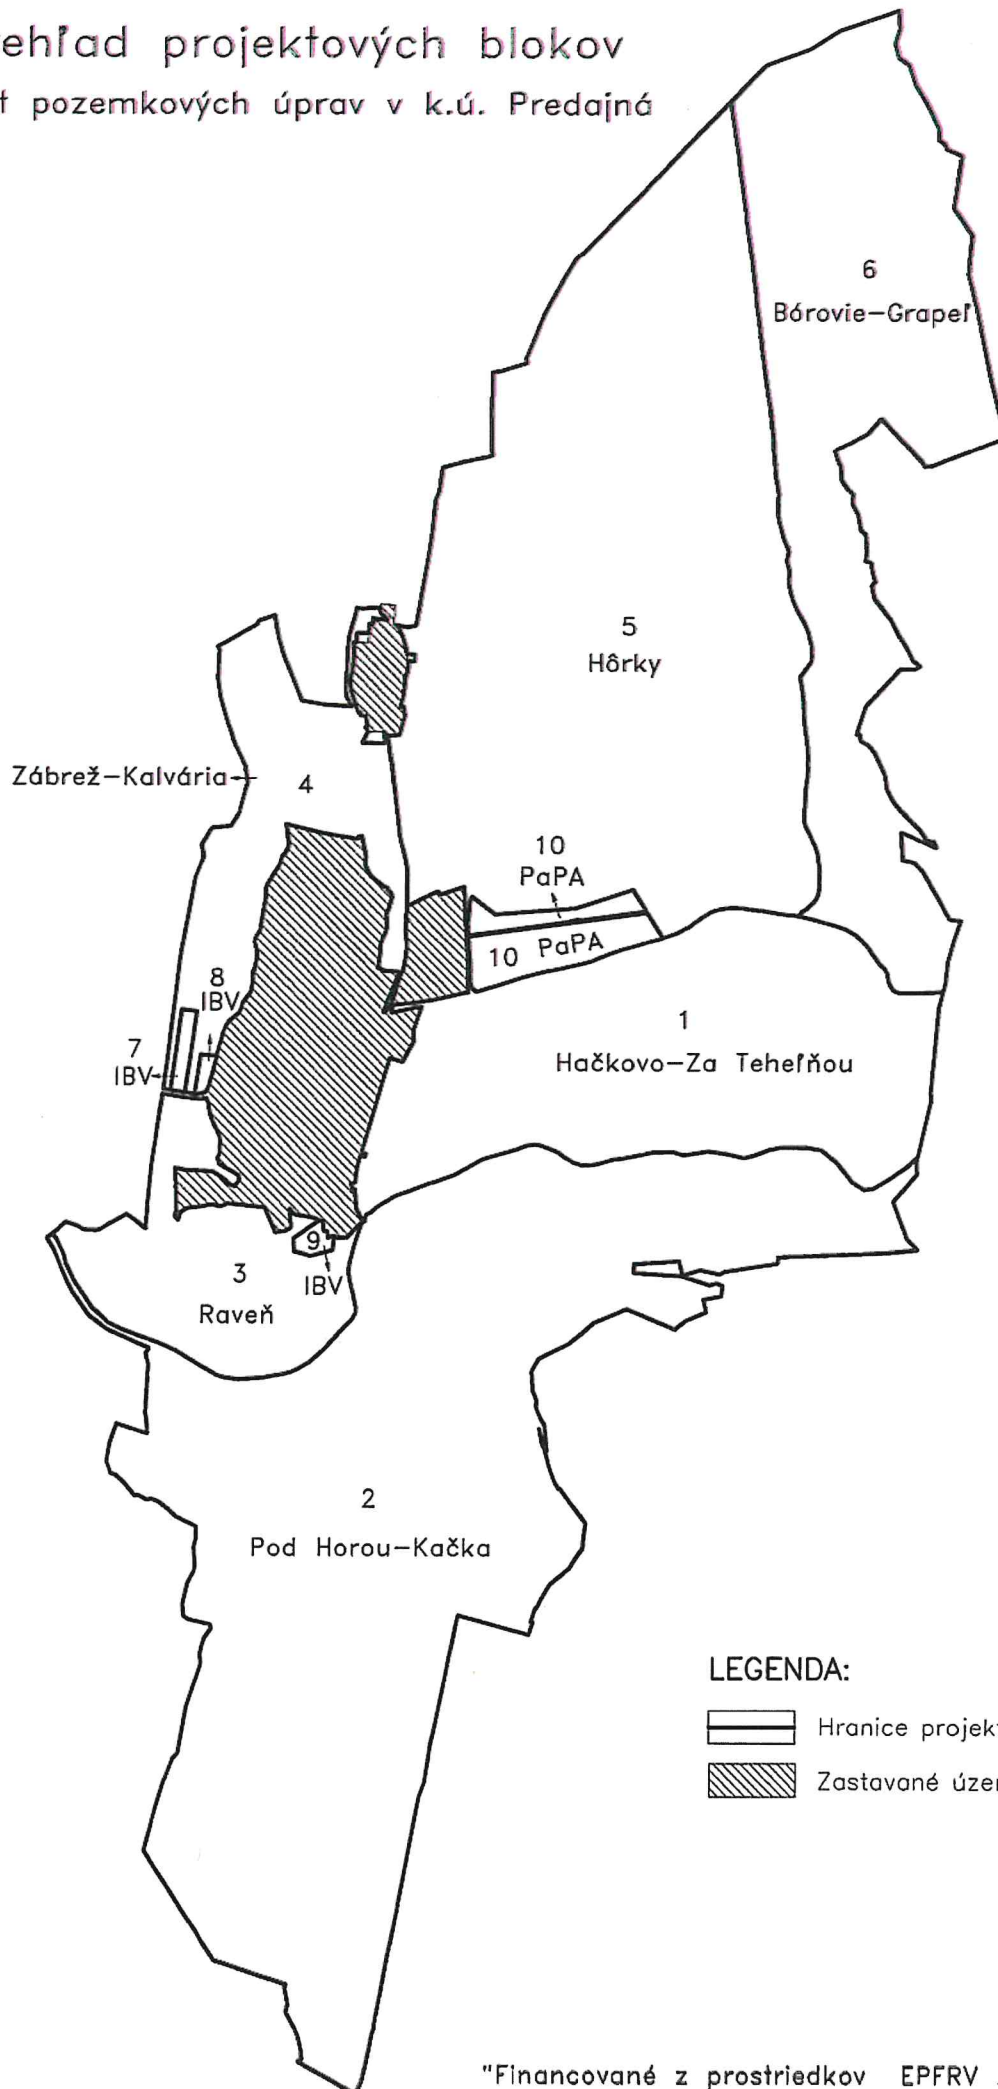 ehľad projektových blokov
t pozemkových úprav v k.ú. Predajná
6
Bórovie-Grapeľ
5
Hôrky
Zábrež-Kalvária
4
10
PaPA
10 PaPA
8
IBV
7
IBV
1
Hačkovo-Za Teheľňou
9
IBV
3
Raveň
2
Pod Horou-Kačka
LEGENDA:
Hranice projek
Zastavané úze
"Financované z prostriedkov EPFRV